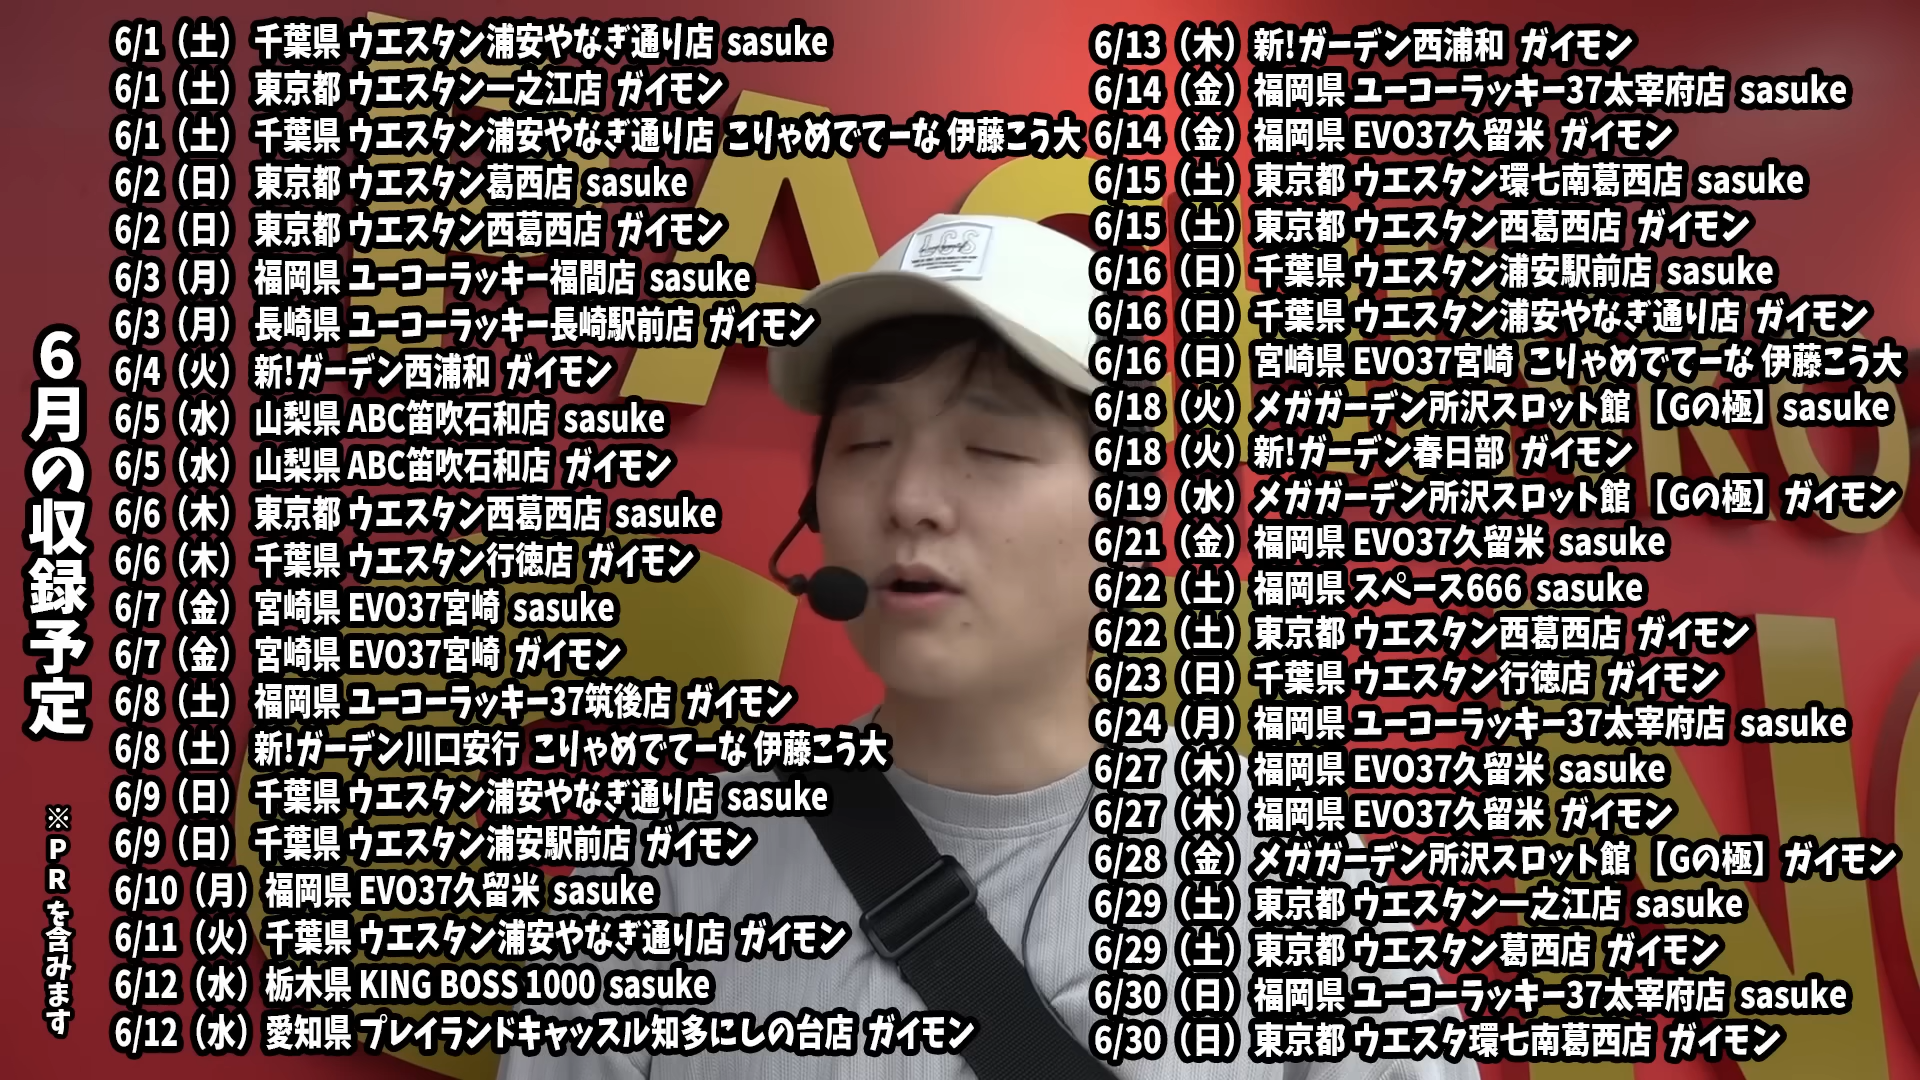 6月の収録予定
※PRを含みます
6/1（土） 千葉県 ウエスタン浦安やなぎ通り店 sasuke
6/1（土） 東京都 ウエスタン一之江店 ガイモン
6/1（土） 千葉県 ウエスタン浦安やなぎ通り店 こりゃめでてーな 伊藤こう大
6/2（日） 東京都 ウエスタン葛西店 sasuke
6/2（日） 東京都 ウエスタン西葛西店 ガイモン
6/3（月） 福岡県 ユーコーラッキー福間店 sasuke
6/3（月） 長崎県 ユーコーラッキー長崎駅前店 ガイモン
6/4（火） 新!ガーデン西浦和 ガイモン
6/5（水） 山梨県 ABC笛吹石和店 sasuke
6/5（水） 山梨県 ABC笛吹石和店 ガイモン
6/6（木） 東京都 ウエスタン西葛西店 sasuke
6/6（木） 千葉県 ウエスタン行徳店 ガイモン
6/7（金） 宮崎県 EVO37宮崎 sasuke
6/7（金） 宮崎県 EVO37宮崎 ガイモン
6/8（土） 福岡県 ユーコーラッキー37筑後店 ガイモン
6/8（土） 新!ガーデン川口安行 こりゃめでてーな 伊藤こう大
6/9（日） 千葉県 ウエスタン浦安やなぎ通り店 sasuke
6/9（日） 千葉県 ウエスタン浦安駅前店 ガイモン
6/10（月）福岡県 EVO37久留米 sasuke
6/11（火）千葉県 ウエスタン浦安やなぎ通り店 ガイモン
6/12（水）栃木県 KING BOSS 1000 sasuke
6/12（水）愛知県 プレイランドキャッスル知多にしの台店 ガイモン
6/13（木）新!ガーデン西浦和 ガイモン
6/14（金）福岡県 ユーコーラッキー37太宰府店 sasuke
6/14（金）福岡県 EVO37久留米 ガイモン
6/15（土）東京都 ウエスタン環七南葛西店 sasuke
6/15（土）東京都 ウエスタン西葛西店 ガイモン
6/16（日）千葉県 ウエスタン浦安駅前店 sasuke
6/16（日）千葉県 ウエスタン浦安やなぎ通り店 ガイモン
6/16（日）宮崎県 EVO37宮崎 こりゃめでてーな 伊藤こう大
6/18（火）メガガーデン所沢スロット館【Gの極】sasuke
6/18（火）新!ガーデン春日部 ガイモン
6/19（水）メガガーデン所沢スロット館【Gの極】ガイモン
6/21（金）福岡県 EVO37久留米 sasuke
6/22（土）福岡県 スペース666 sasuke
6/22（土）東京都 ウエスタン西葛西店 ガイモン
6/23（日）千葉県 ウエスタン行徳店 ガイモン
6/24（月）福岡県 ユーコーラッキー37太宰府店 sasuke
6/27（木）福岡県 EVO37久留米 sasuke
6/27（木）福岡県 EVO37久留米 ガイモン
6/28（金）メガガーデン所沢スロット館【Gの極】ガイモン
6/29（土）東京都 ウエスタン一之江店 sasuke
6/29（土）東京都 ウエスタン葛西店 ガイモン
6/30（日）福岡県 ユーコーラッキー37太宰府店 sasuke
6/30（日）東京都 ウエスタ環七南葛西店 ガイモン